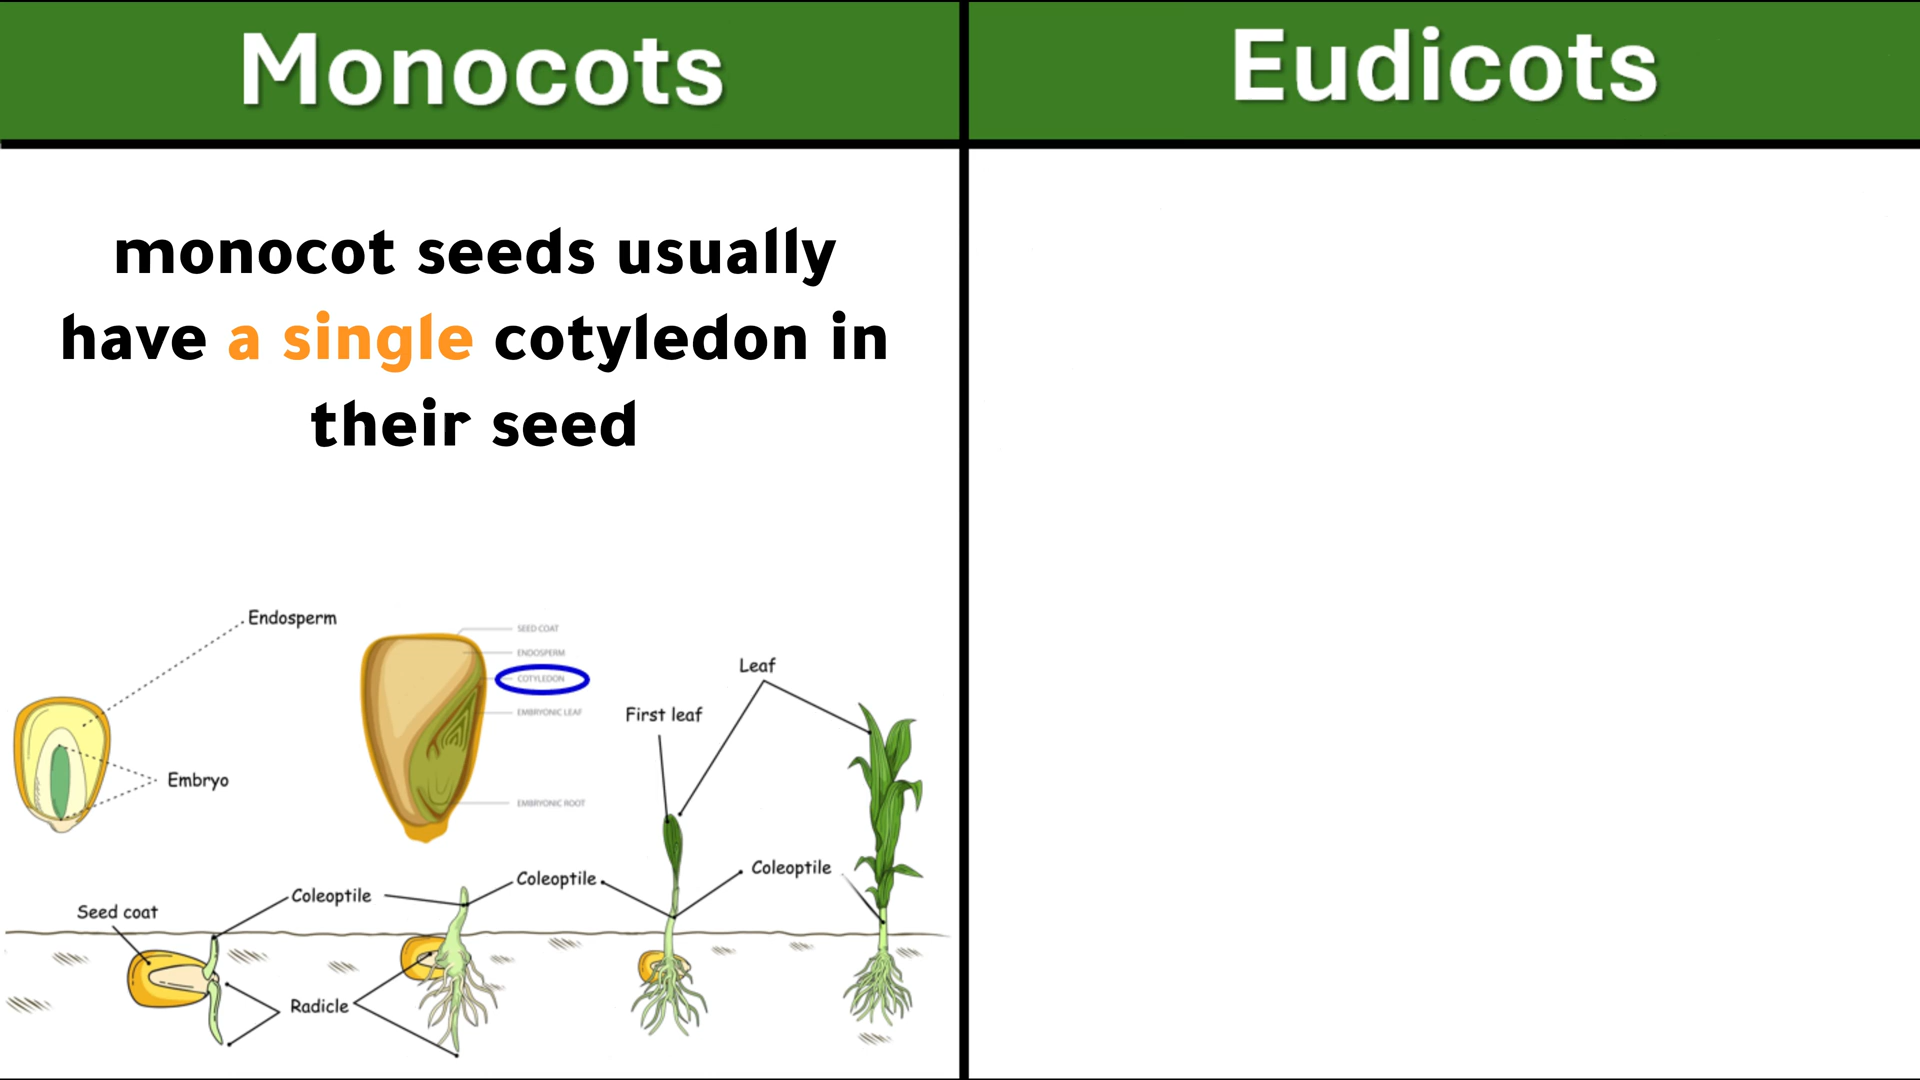 Monocots
Eudicots
monocot seeds usually
have a single cotyledon in
their seed
Endosperm
Embryo
SEED COAT
ENDOSPERM
COTYLEDON
EMBRYONIC LEAF
EMBRYONIC ROOT
Leaf
First leaf
Coleoptile
Coleoptile
Coleoptile
Seed coat
Radicle